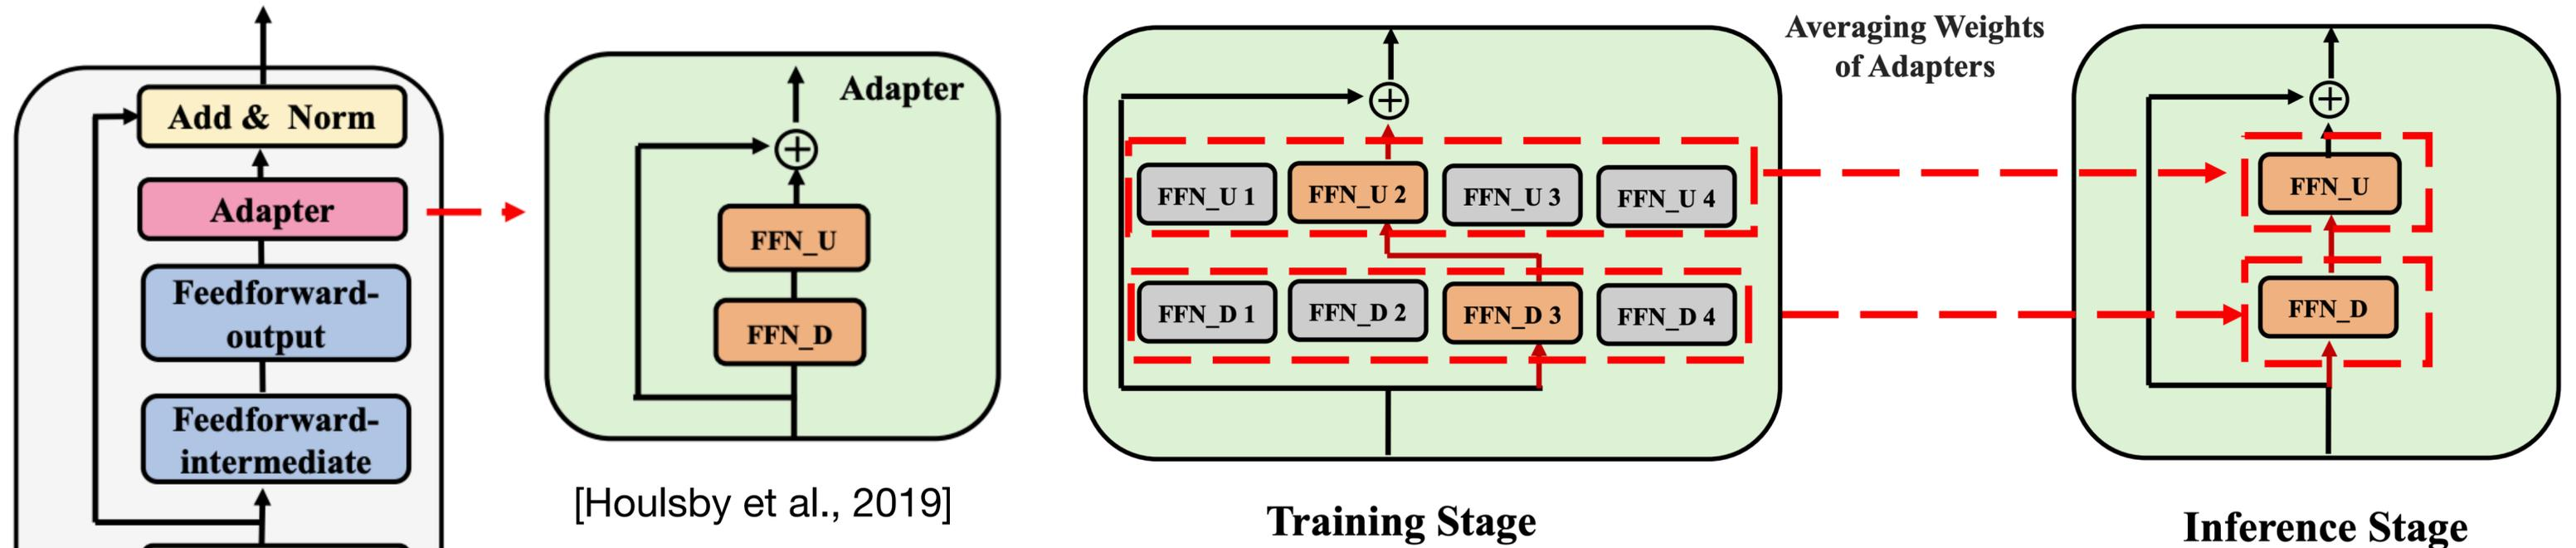 Add & Norm
Adapter
Feedforward-
output
Feedforward-
intermediate
Adapter
FFN_U
FFN_D
[Houlsby et al., 2019]
FFN_U 1
FFN_U 2
FFN_U 3
FFN_U 4
FFN_D 1
FFN_D 2
FFN_D 3
FFN_D 4
Training Stage
Averaging Weights
of Adapters
FFN_U
FFN_D
Inference Stage